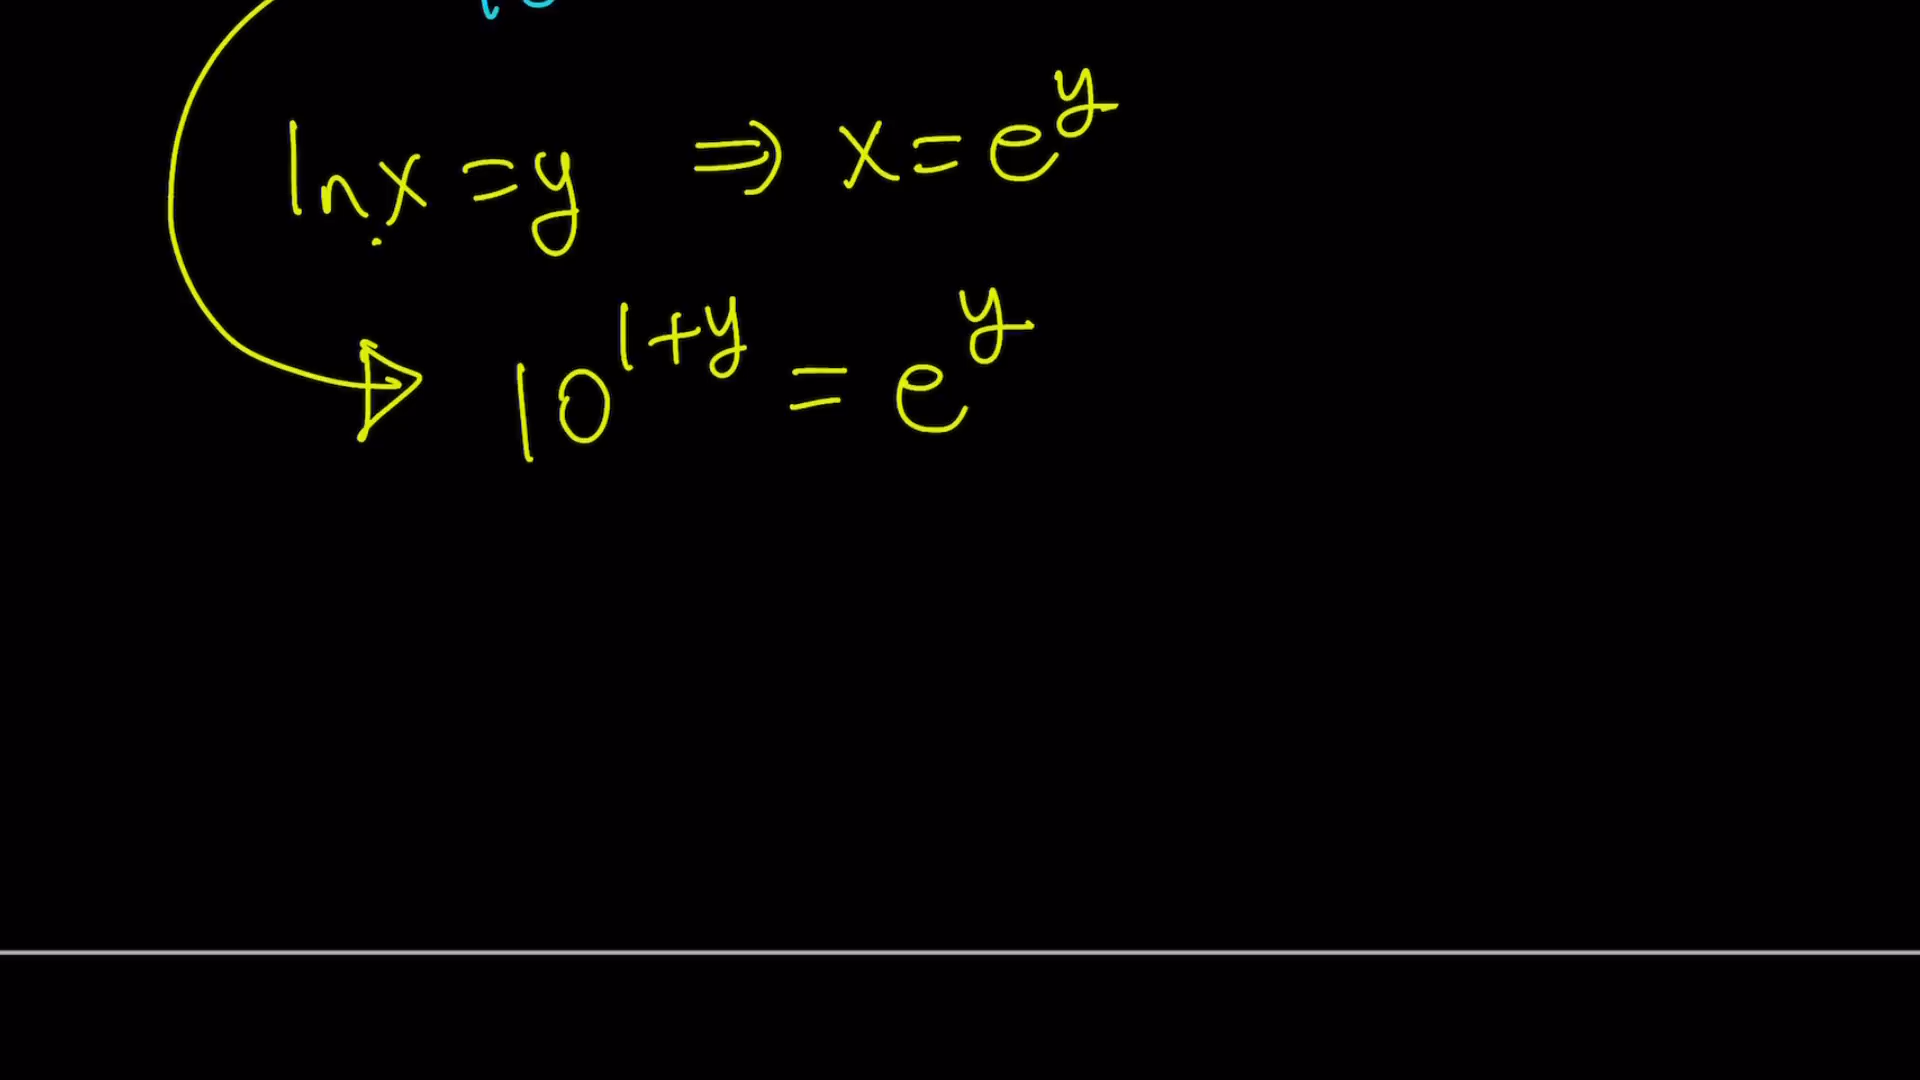 ln x = y ⇒ x = e^y
10^{1+y} = e^y